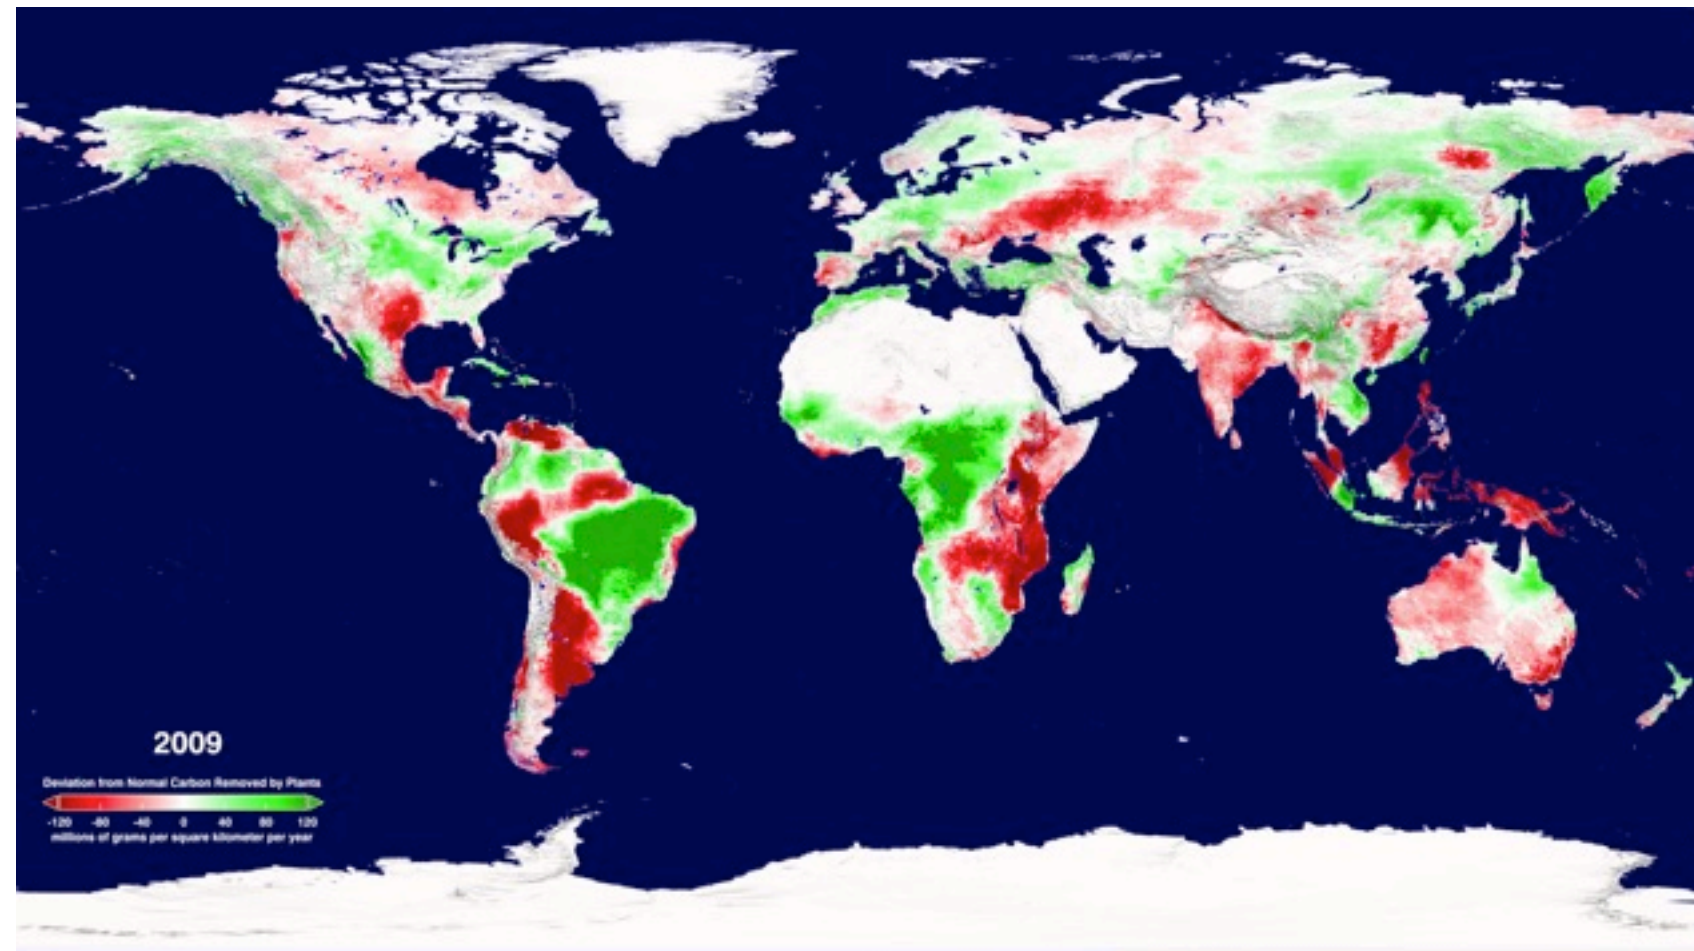 2009
Deviation from Normal Carbon Removed by Plants
-120 -80 -40 0 40 80 120
millions of grams per square kilometer per year